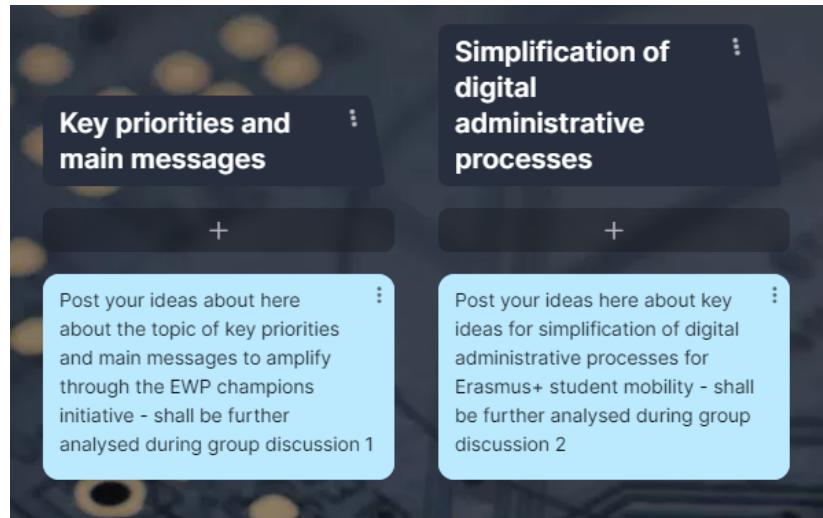 Key priorities and
main messages
+
Post your ideas about here
about the topic of key priorities
and main messages to amplify
through the EWP champions
initiative - shall be further
analysed during group discussion 1
Simplification of
digital
administrative
processes
+
Post your ideas here about key
ideas for simplification of digital
administrative processes for
Erasmus+ student mobility - shall
be further analysed during group
discussion 2